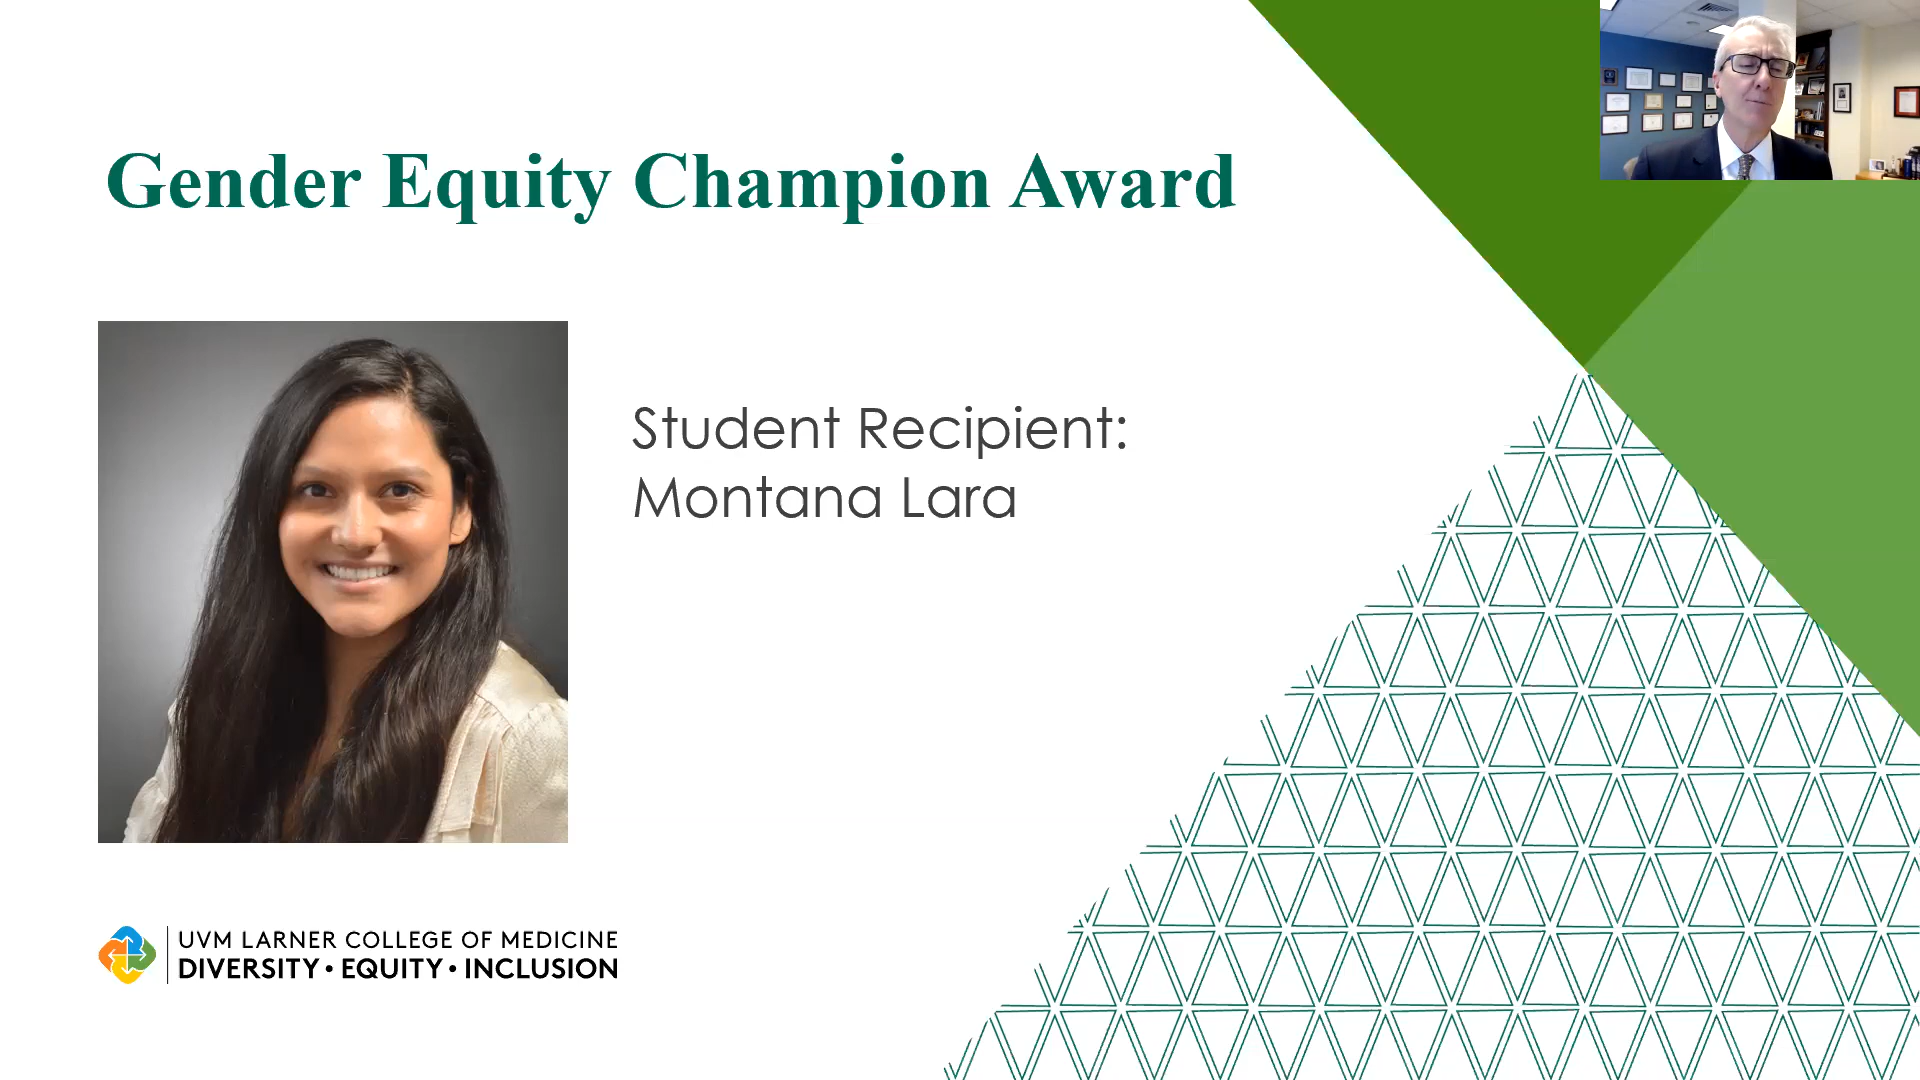 Gender Equity Champion Award
Student Recipient:
Montana Lara
UVM LARNER COLLEGE OF MEDICINE
DIVERSITY • EQUITY • INCLUSION